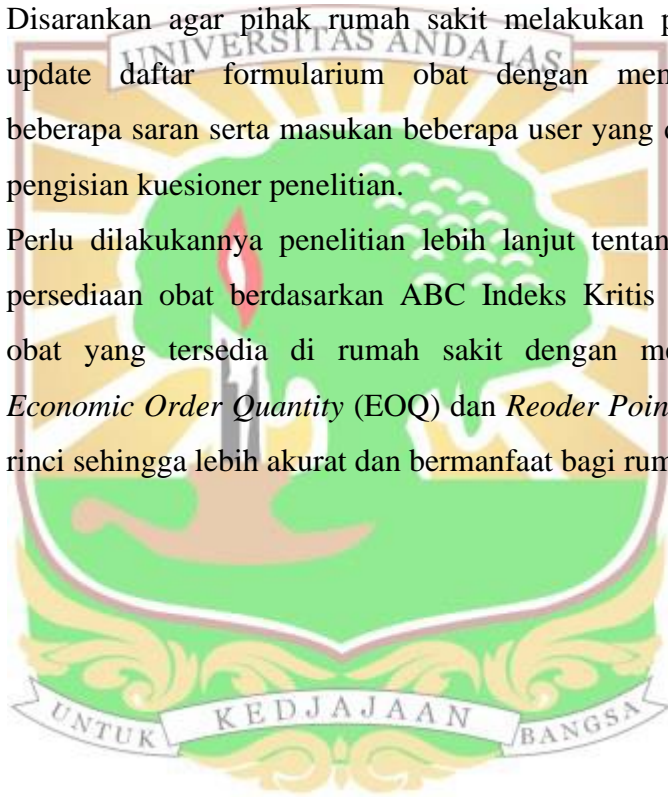 Disarankan agar pihak rumah sakit melakukan p
UNIVERSITAS ANDALAS
update daftar formularium obat dengan men
beberapa saran serta masukan beberapa user yang
pengisian kuesioner penelitian.
Perlu dilakukannya penelitian lebih lanjut tentan
persediaan obat berdasarkan ABC Indeks Kritis
obat yang tersedia di rumah sakit dengan me
Economic Order Quantity (EOQ) dan Reoder Poin
rinci sehingga lebih akurat dan bermanfaat bagi rum
UNTUK KEDJAJAAN BANGSA